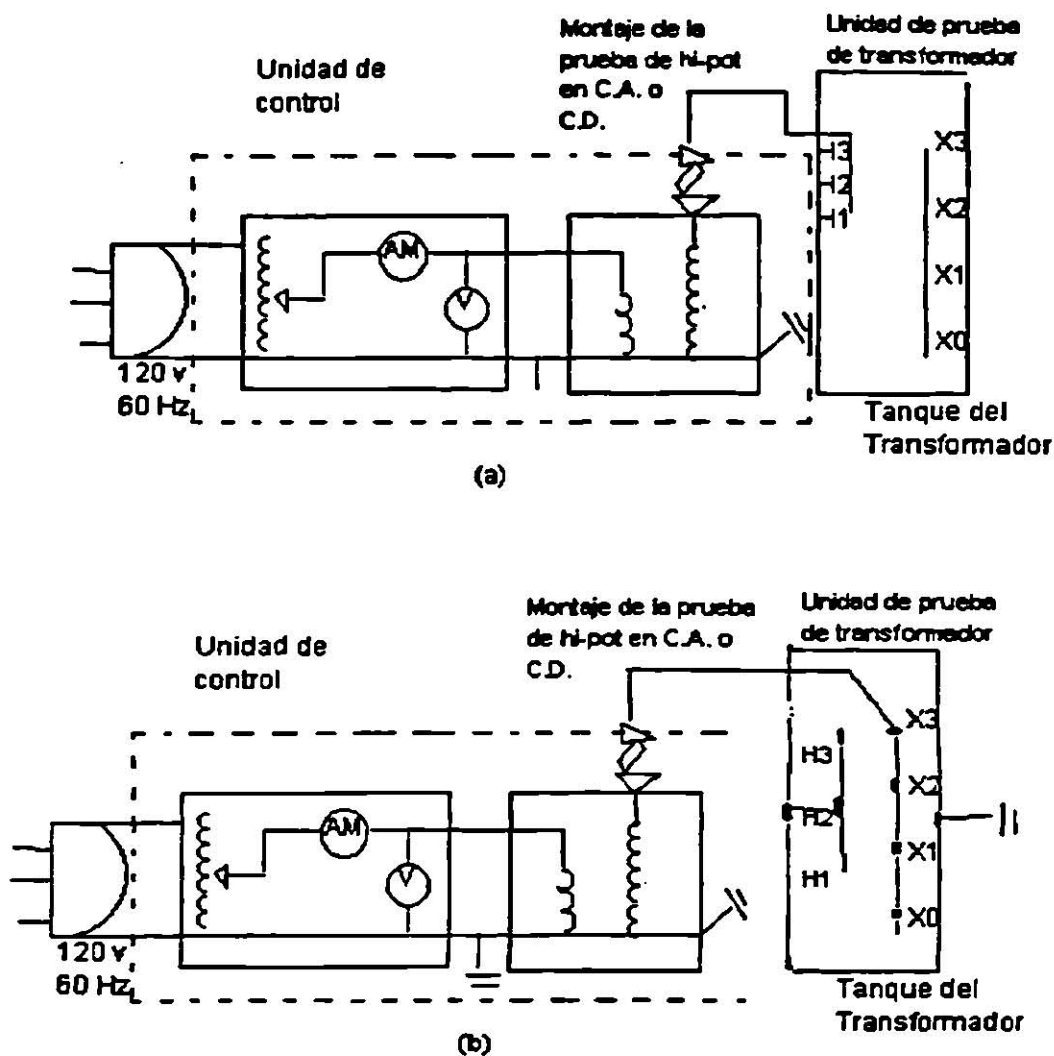 Unidad de
control
Montaje de la
prueba de hi-pot
en C.A. o
C.D.
Unidad de prueba
de transformador
H3
H2
H1
X3
X2
X1
X0
AM
V
120 v
60 Hz
Tanque del
Transformador
(a)
Unidad de
control
Montaje de la prueba
de hi-pot en C.A. o
C.D.
Unidad de prueba
de transformador
H3
H2
H1
X3
X2
X1
X0
AM
V
120 v
60 Hz
Tanque del
Transformador
(b)